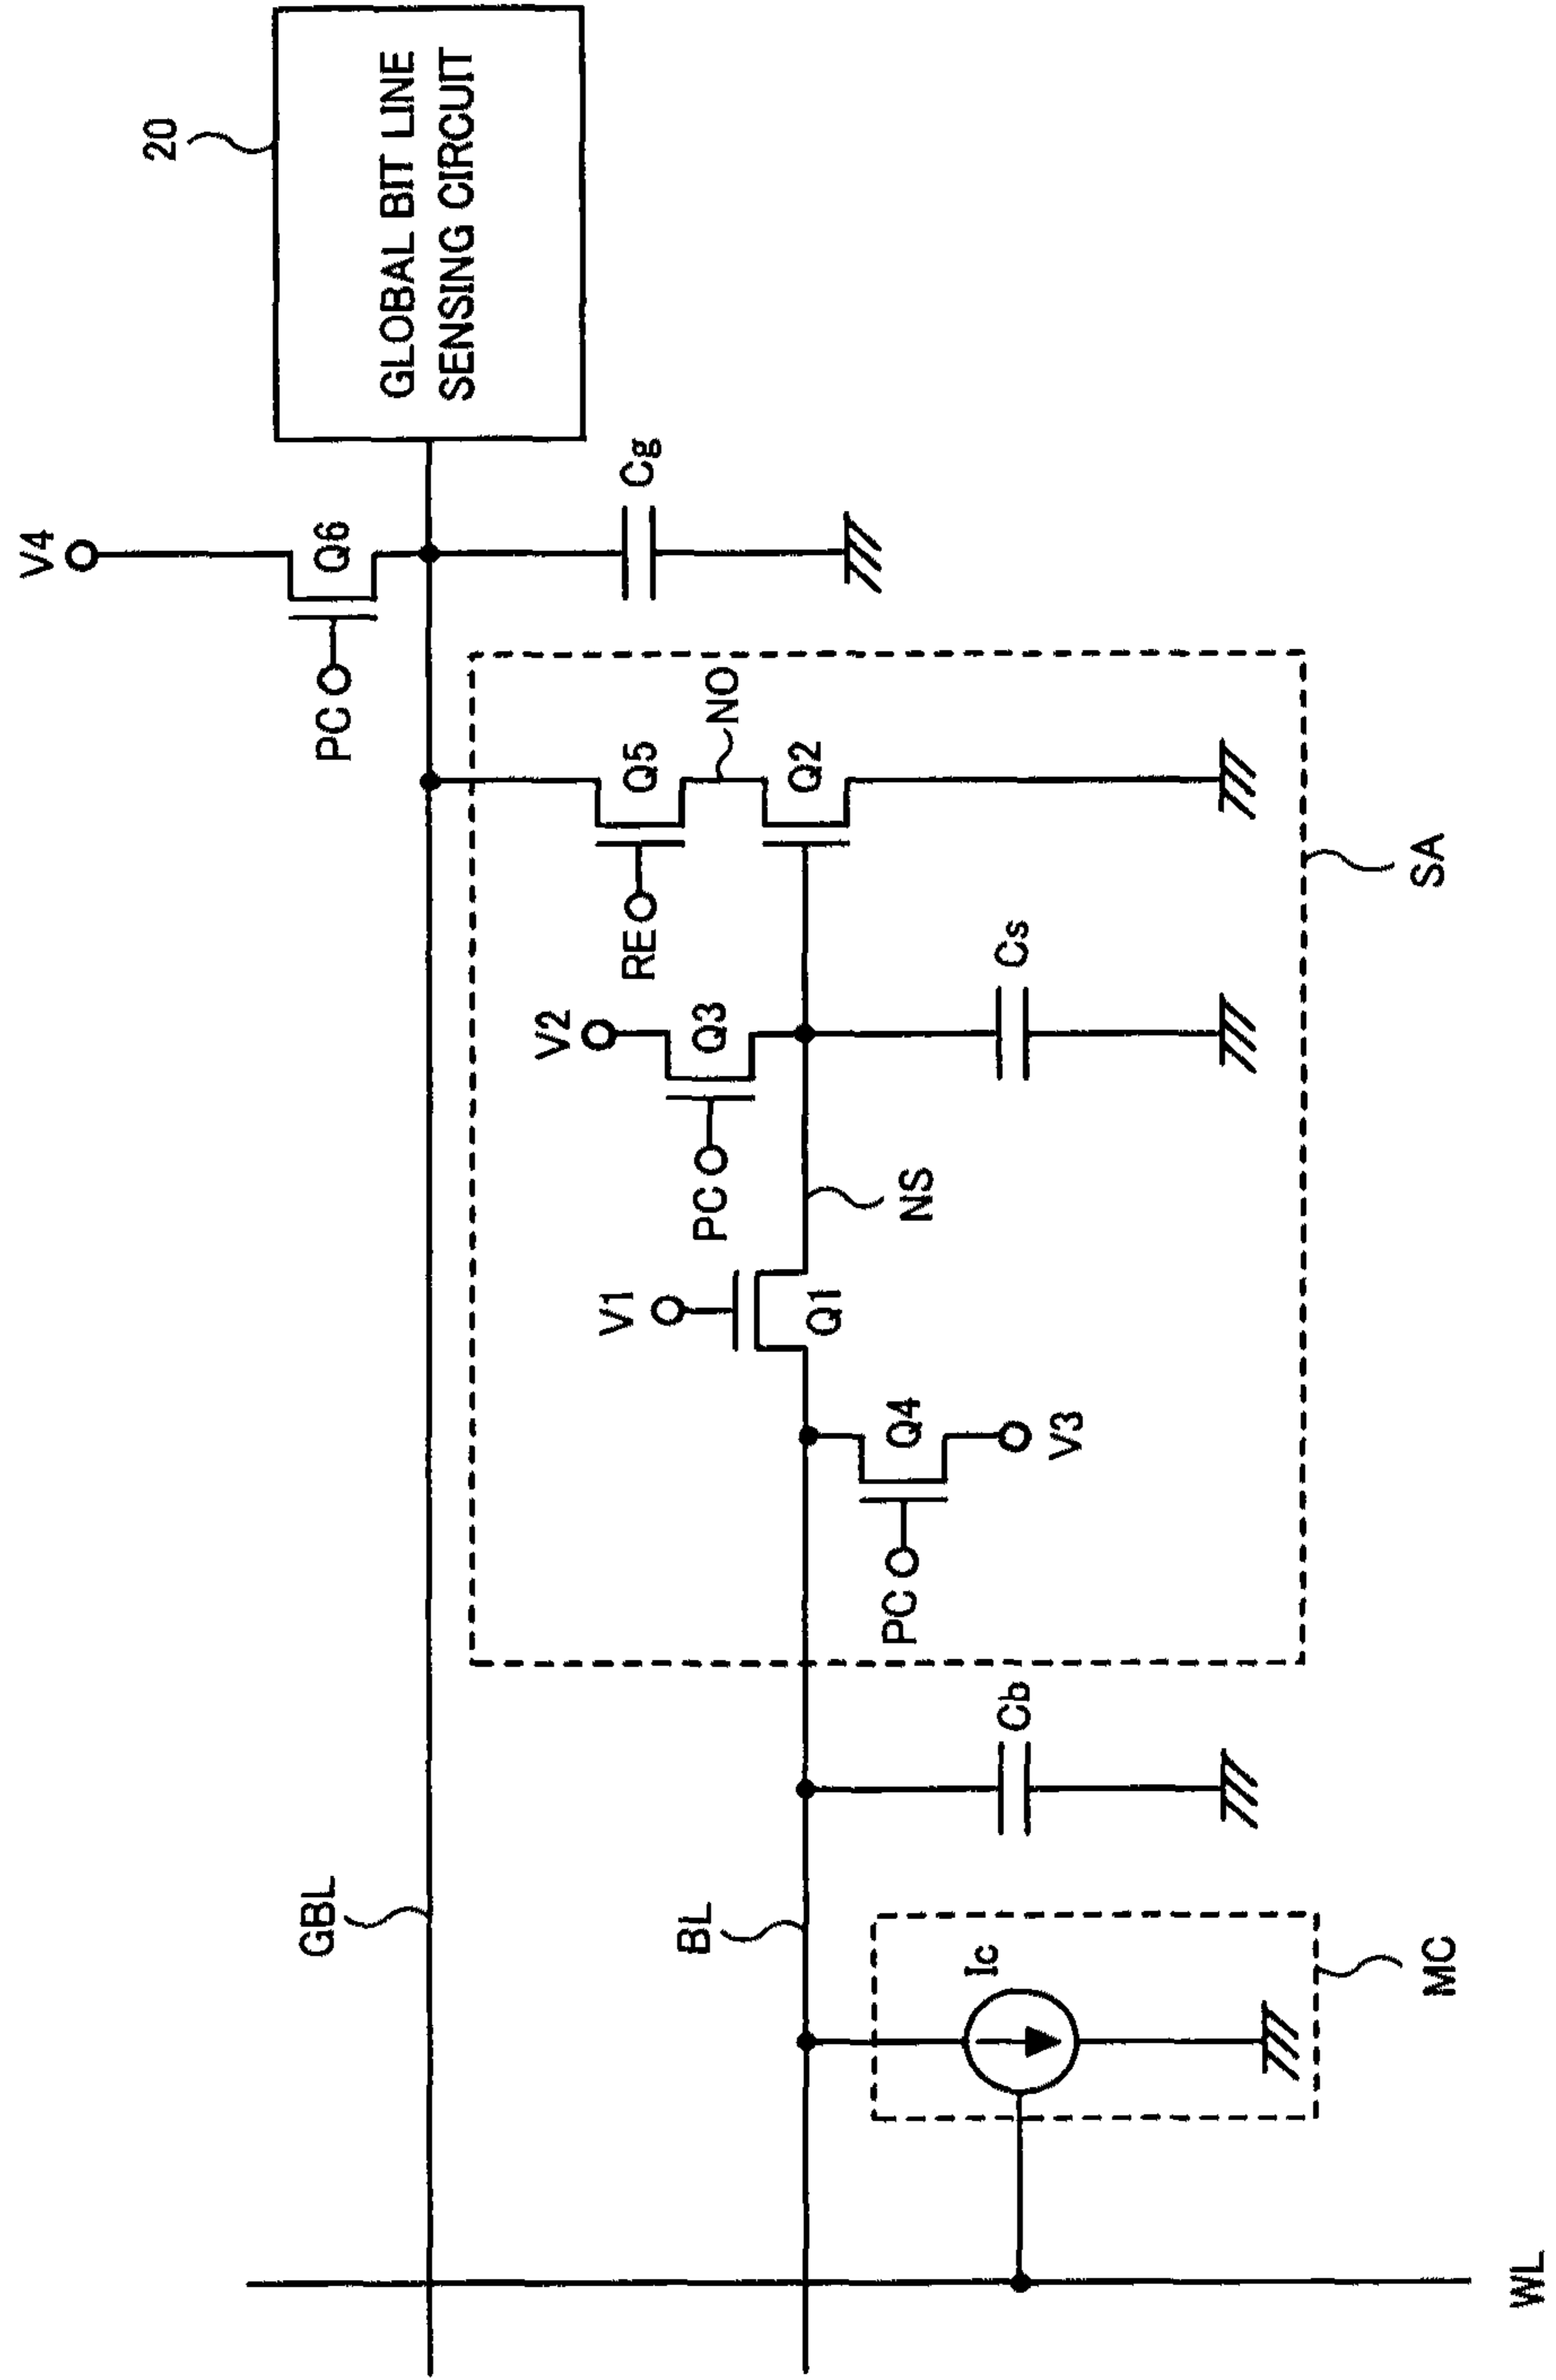 V4
20
PC
Q6
GLOBAL BIT LINE
SENSING CIRCUIT
Cg
GBL
V2
RE
Q5
NO
V1
PC
Q3
Q2
BL
Q1
NS
Cs
PC
Q4
V3
Cb
Ic
SA
MC
WL